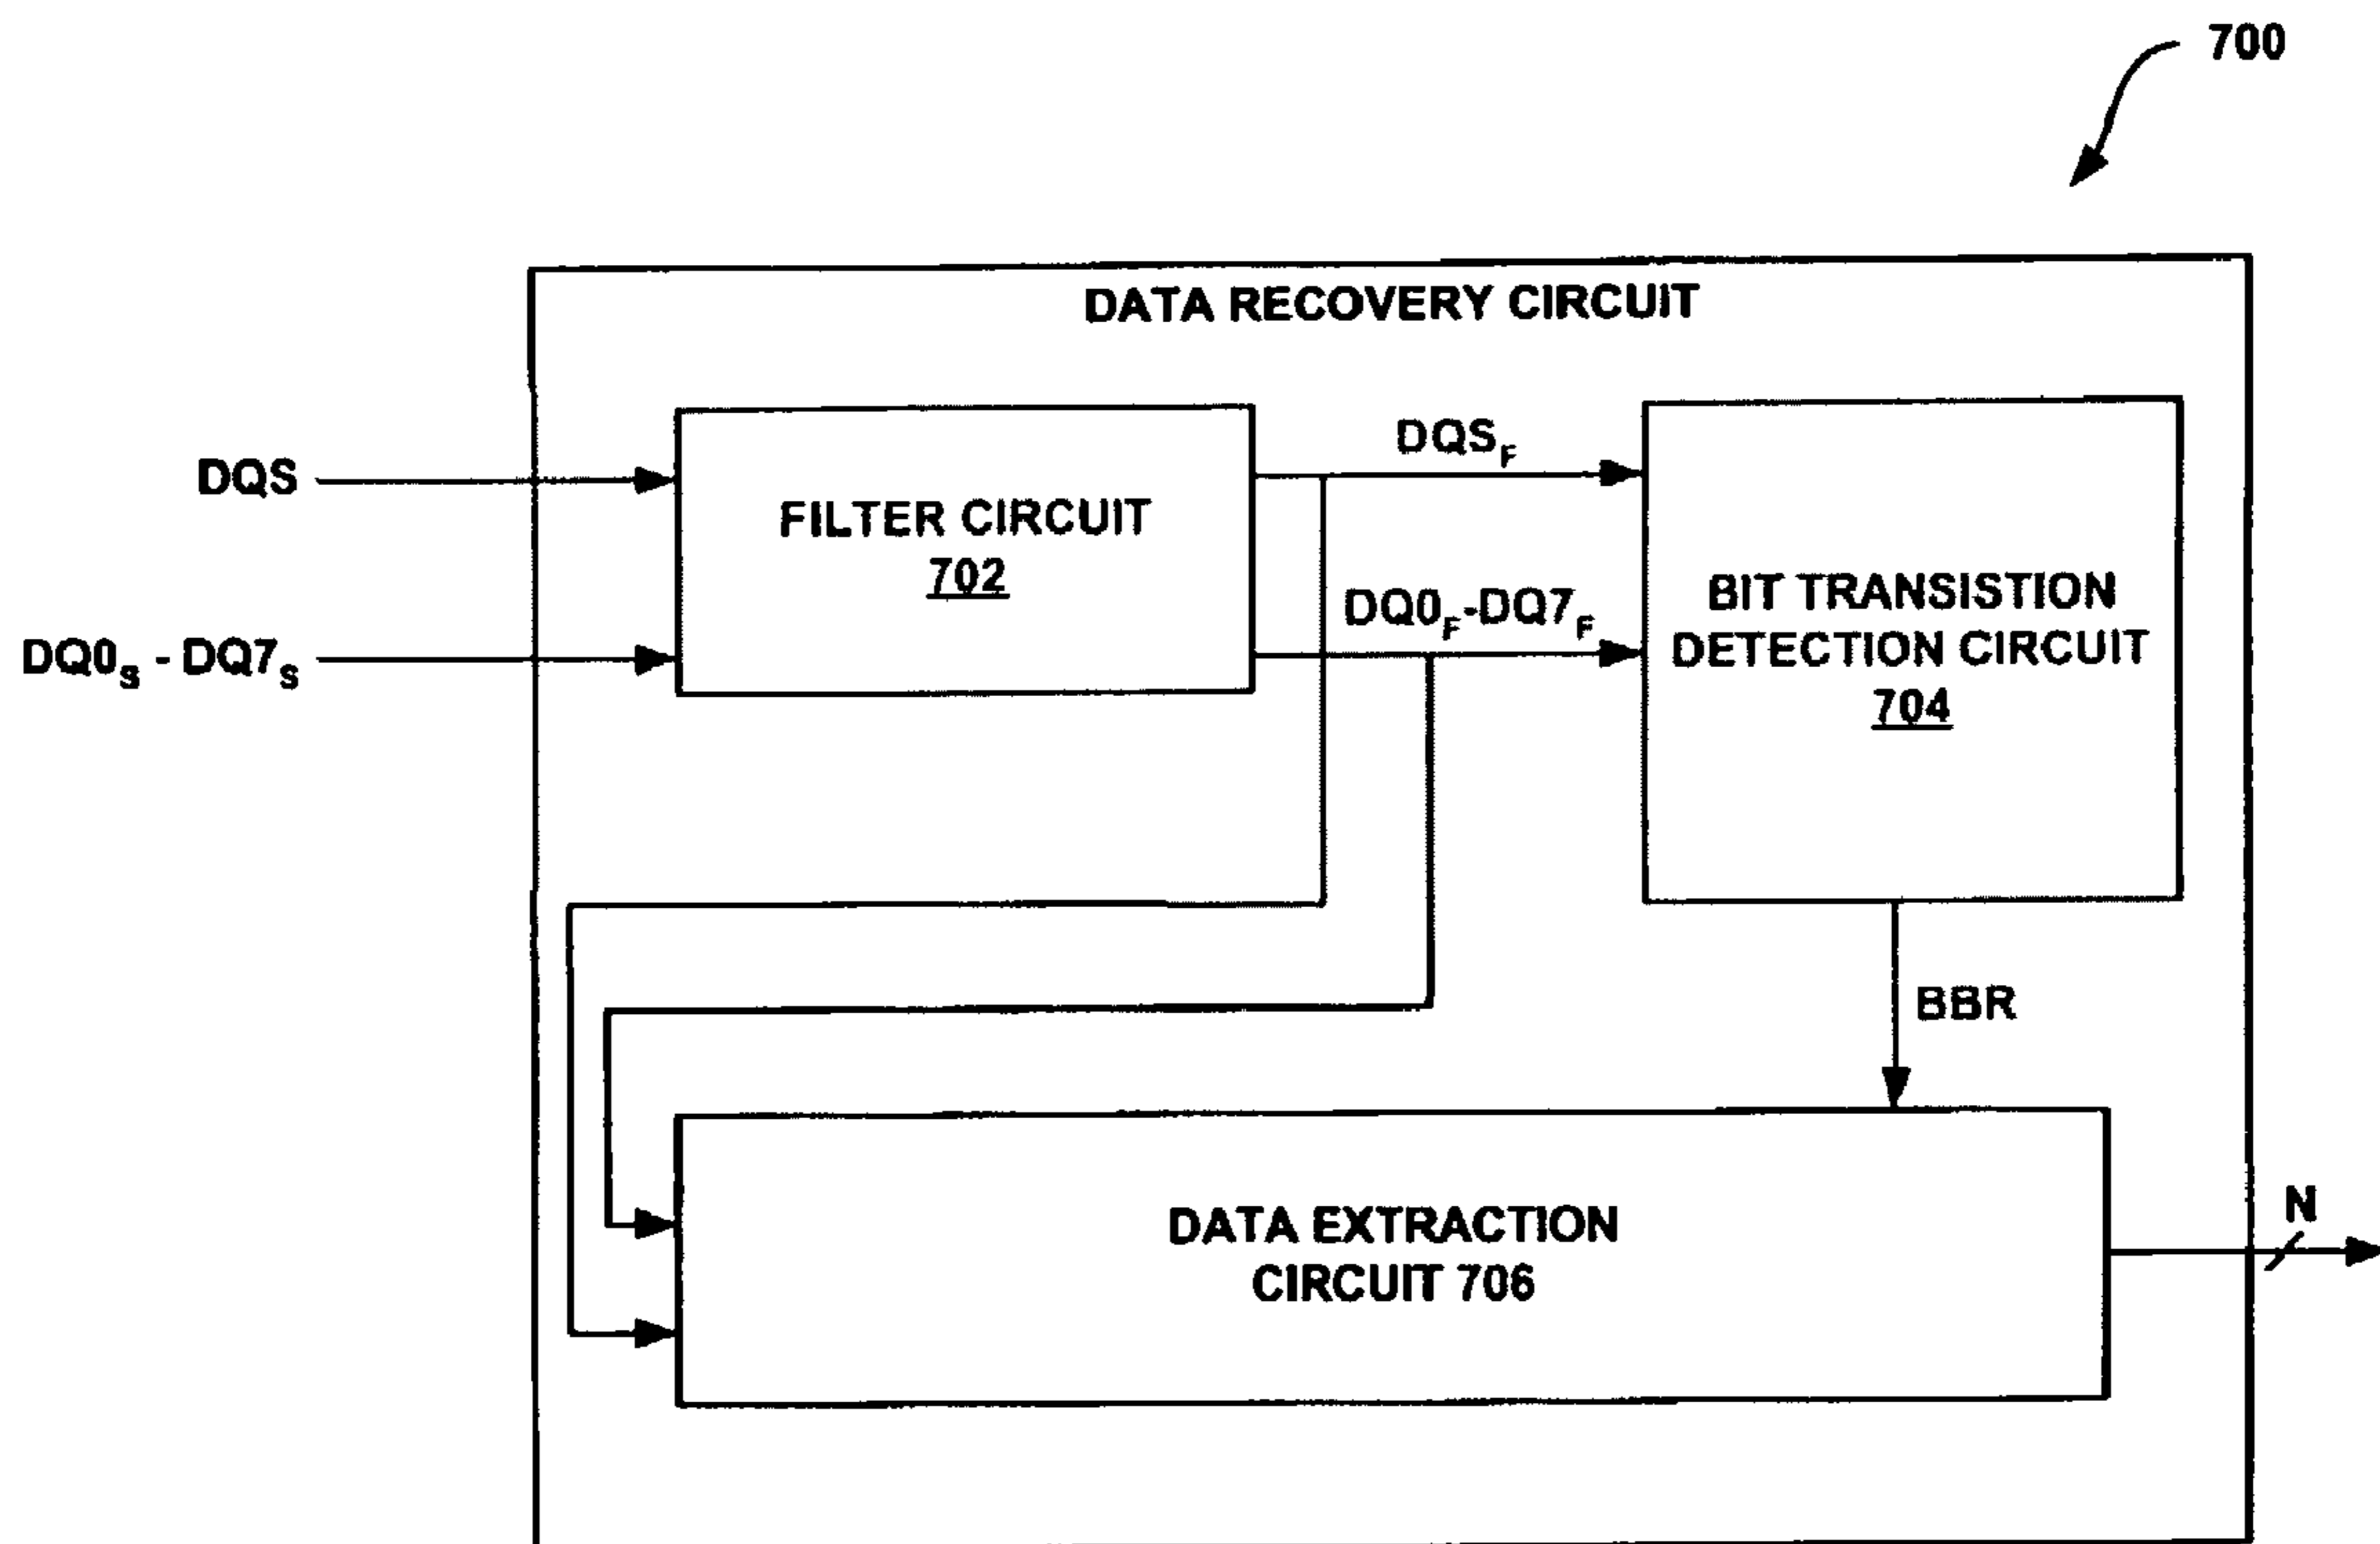 700
DATA RECOVERY CIRCUIT
DQS
DQ0S - DQ7S
FILTER CIRCUIT
702
DQSF
DQ0F-DQ7F
BIT TRANSISTION
DETECTION CIRCUIT
704
BBR
DATA EXTRACTION
CIRCUIT 706
N